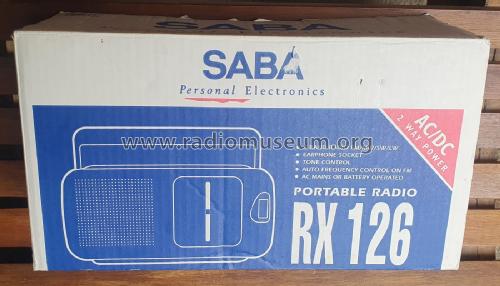 SABA
Personal Electronics
AC/DC
2 WAY POWER
www.radiomuseum.org
EARPHONE SOCKET
TONE CONTROL
AUTO FREQUENCY CONTROL ON FM
AC MAINS OR BATTERY OPERATED
PORTABLE RADIO
RX 126